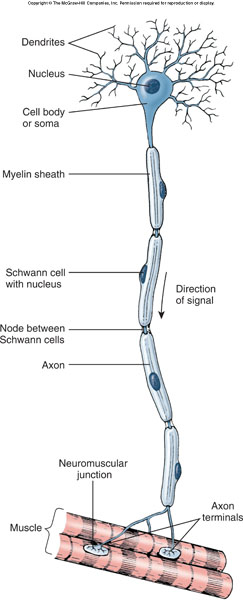 Copyright © The McGraw-Hill Companies, Inc. Permission required for reproduction or display.
Dendrites
Nucleus
Cell body
or soma
Myelin sheath
Schwann cell
with nucleus
Direction
of signal
Node between
Schwann cells
Axon
Neuromuscular
junction
Axon
terminals
Muscle